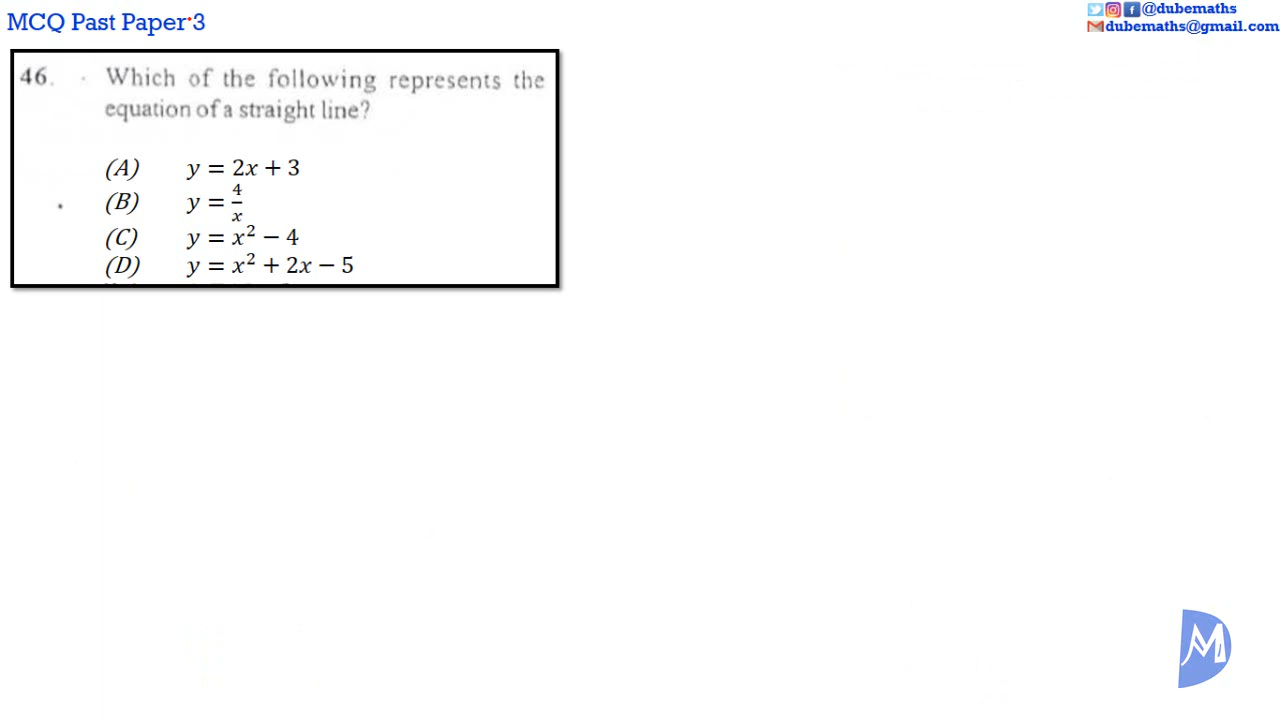 MCQ Past Paper 3
@dubemaths
dubemaths@gmail.com
46. Which of the following represents the
equation of a straight line?
(A) y = 2x + 3
(B) y = 4/x
(C) y = x² − 4
(D) y = x² + 2x − 5
M